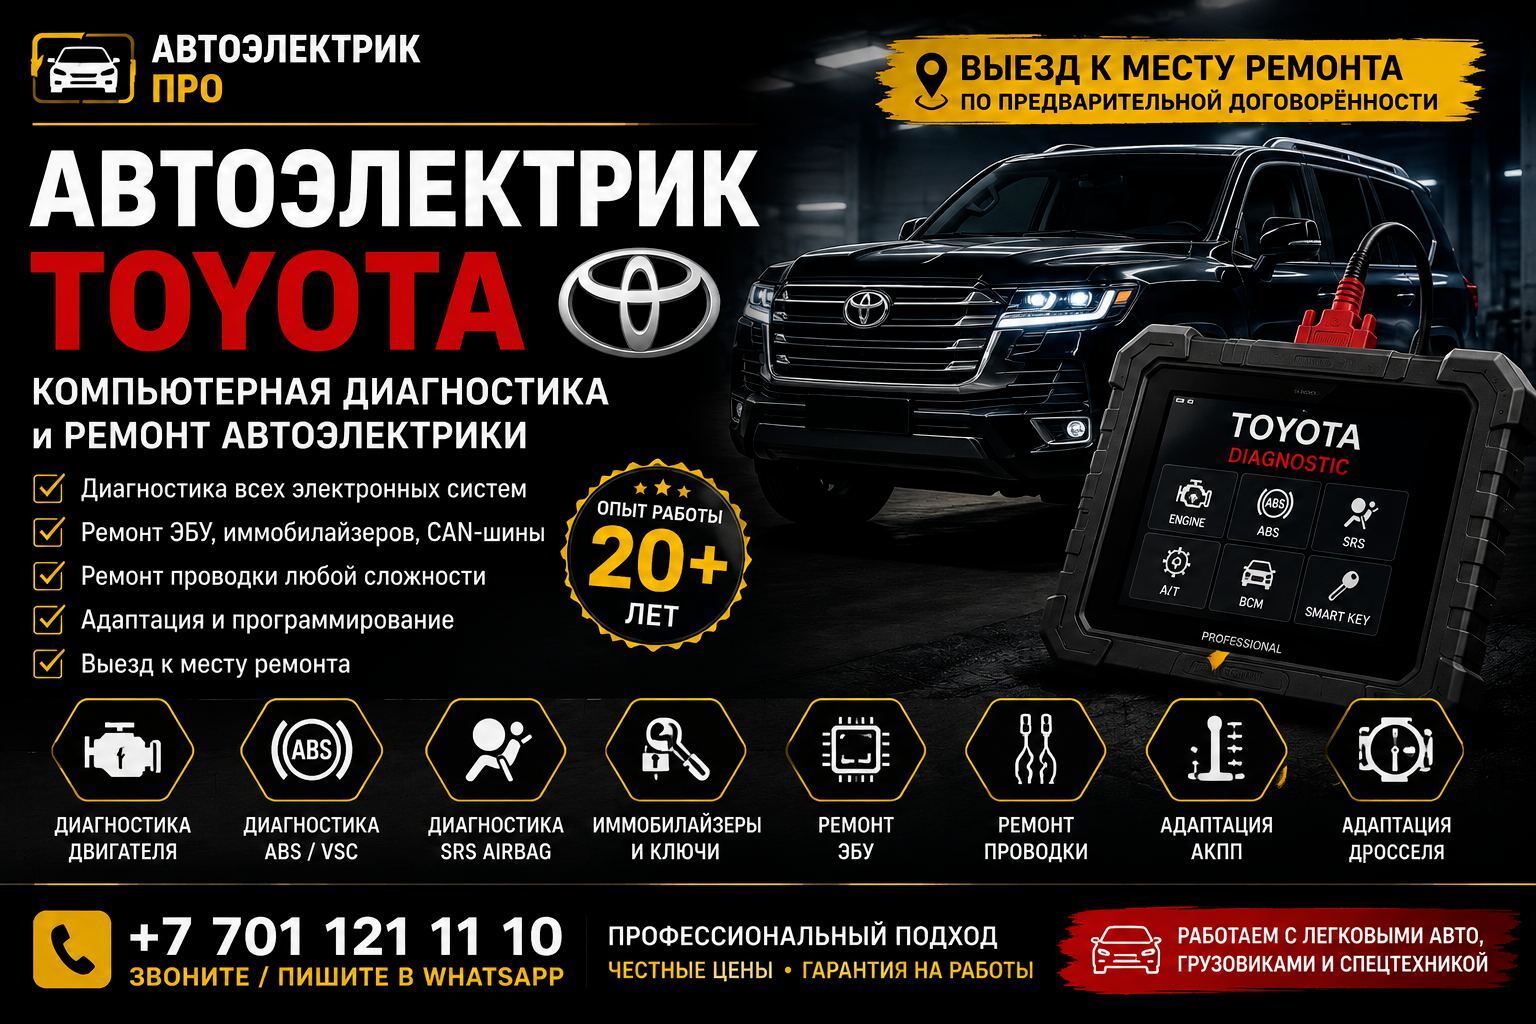 АВТОЭЛЕКТРИК
ПРО
ВЫЕЗД К МЕСТУ РЕМОНТА
ПО ПРЕДВАРИТЕЛЬНОЙ ДОГОВОРЁННОСТИ
АВТОЭЛЕКТРИК
TOYOTA
КОМПЬЮТЕРНАЯ ДИАГНОСТИКА
и РЕМОНТ АВТОЭЛЕКТРИКИ
Диагностика всех электронных систем
Ремонт ЭБУ, иммобилайзеров, CAN-шины
Ремонт проводки любой сложности
Адаптация и программирование
Выезд к месту ремонта
ОПЫТ РАБОТЫ
20+
ЛЕТ
TOYOTA
DIAGNOSTIC
ENGINE
ABS
ABS
SRS
A/T
BCM
SMART KEY
PROFESSIONAL
ABS
ДИАГНОСТИКА
ДВИГАТЕЛЯ
ДИАГНОСТИКА
ABS / VSC
ДИАГНОСТИКА
SRS AIRBAG
ИММОБИЛАЙЗЕРЫ
И КЛЮЧИ
РЕМОНТ
ЭБУ
РЕМОНТ
ПРОВОДКИ
АДАПТАЦИЯ
АКПП
АДАПТАЦИЯ
ДРОССЕЛЯ
+7 701 121 11 10
ЗВОНИТЕ / ПИШИТЕ В WHATSAPP
ПРОФЕССИОНАЛЬНЫЙ ПОДХОД
ЧЕСТНЫЕ ЦЕНЫ • ГАРАНТИЯ НА РАБОТЫ
РАБОТАЕМ С ЛЕГКОВЫМИ АВТО,
ГРУЗОВИКАМИ И СПЕЦТЕХНИКОЙ